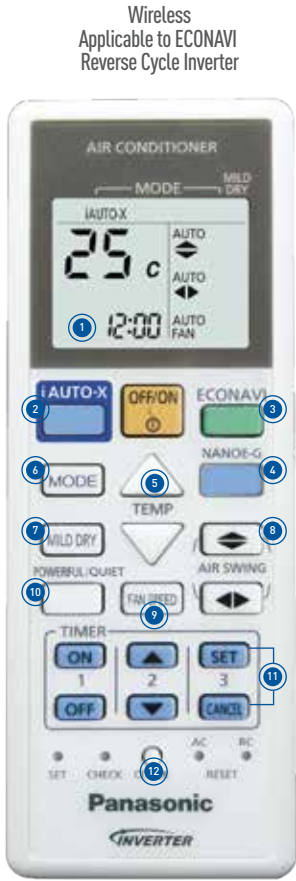 Wireless
Applicable to ECONAVI
Reverse Cycle Inverter
AIR CONDITIONER
MODE
MILD
DRY
iAUTO-X
25 c
AUTO
AUTO
1
12:00
AUTO
FAN
i AUTO-X
OFF/ON
ECONAVI
2
3
NANOE-G
4
6
MODE
5
TEMP
7
MILD DRY
8
POWERFUL/QUIET
AIR SWING
10
FAN SPEED
9
TIMER
ON
SET
1
2
3
11
OFF
CANCEL
12
AC
RC
SET
CHECK
RESET
Panasonic
INVERTER